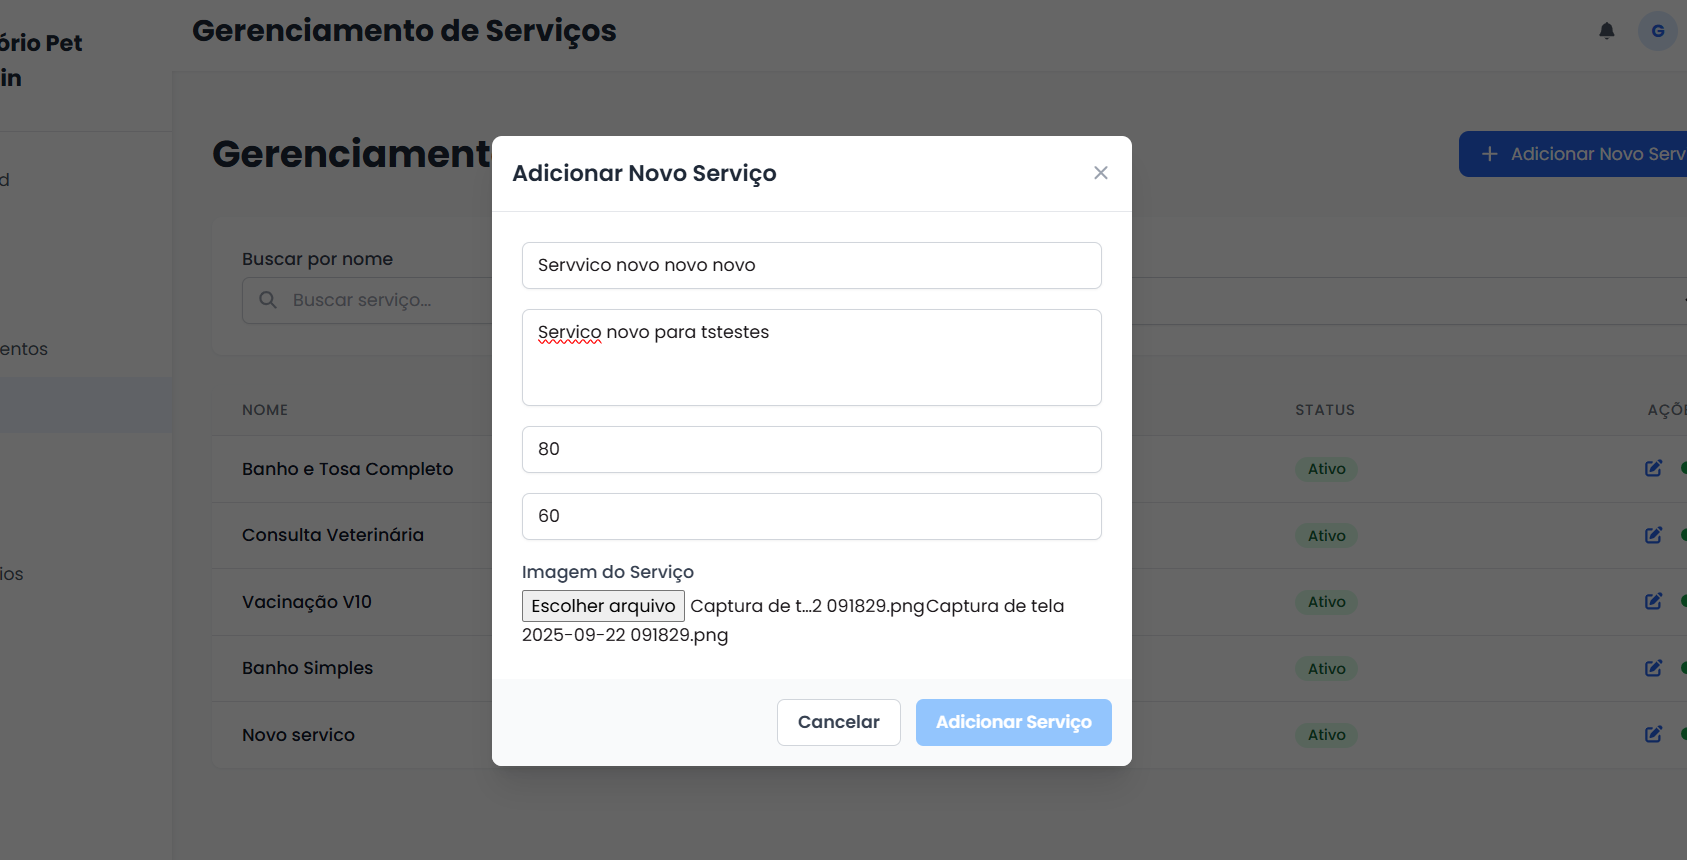 ório Pet
in
Gerenciamento de Serviços
G
d
entos
ios
Gerenciament
+ Adicionar Novo Serv
Buscar por nome
Buscar serviço...
NOME
STATUS
AÇÕE
Banho e Tosa Completo
Ativo
Consulta Veterinária
Ativo
Vacinação V10
Ativo
Banho Simples
Ativo
Novo servico
Ativo
Adicionar Novo Serviço
Servvico novo novo novo
Serviço novo para tstestes
80
60
Imagem do Serviço
Escolher arquivo Captura de t...2 091829.pngCaptura de tela
2025-09-22 091829.png
Cancelar
Adicionar Serviço